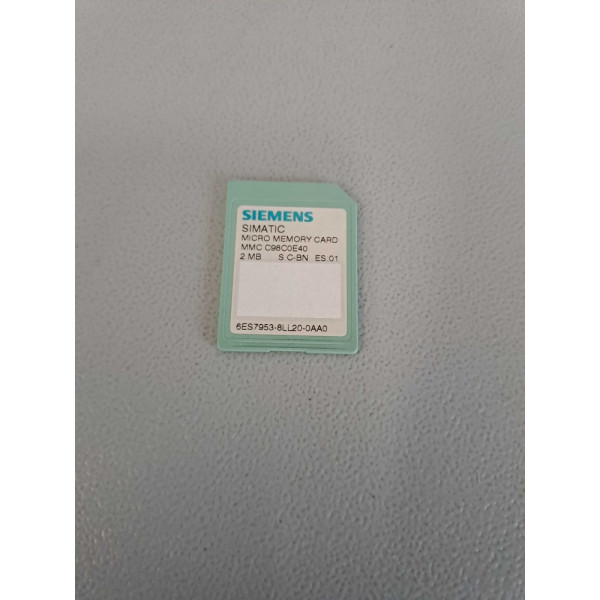 SIEMENS
SIMATIC
MICRO MEMORY CARD
MMC C98C0E40
2 MB S C-BN ES.01
6ES7953-8LL20-0AA0